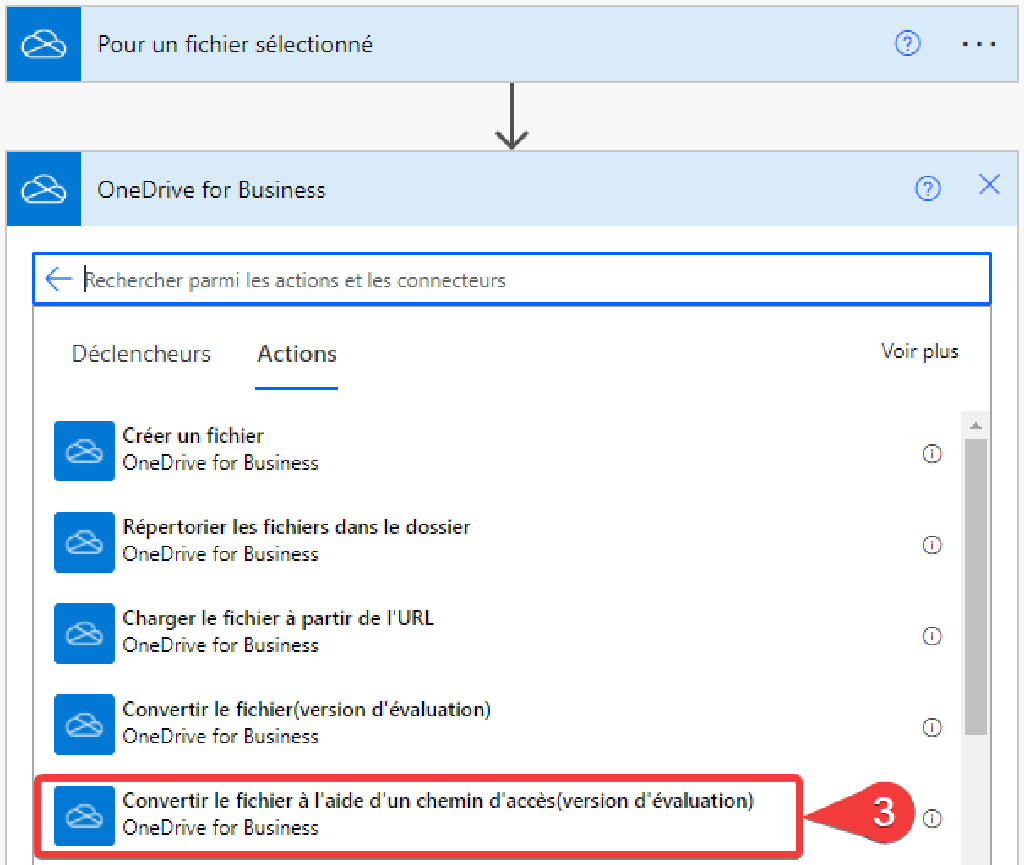 Pour un fichier sélectionné
OneDrive for Business
Rechercher parmi les actions et les connecteurs
Déclencheurs Actions Voir plus
Créer un fichier
OneDrive for Business
Répertorier les fichiers dans le dossier
OneDrive for Business
Charger le fichier à partir de l'URL
OneDrive for Business
Convertir le fichier(version d'évaluation)
OneDrive for Business
Convertir le fichier à l'aide d'un chemin d'accès(version d'évaluation)
OneDrive for Business
3